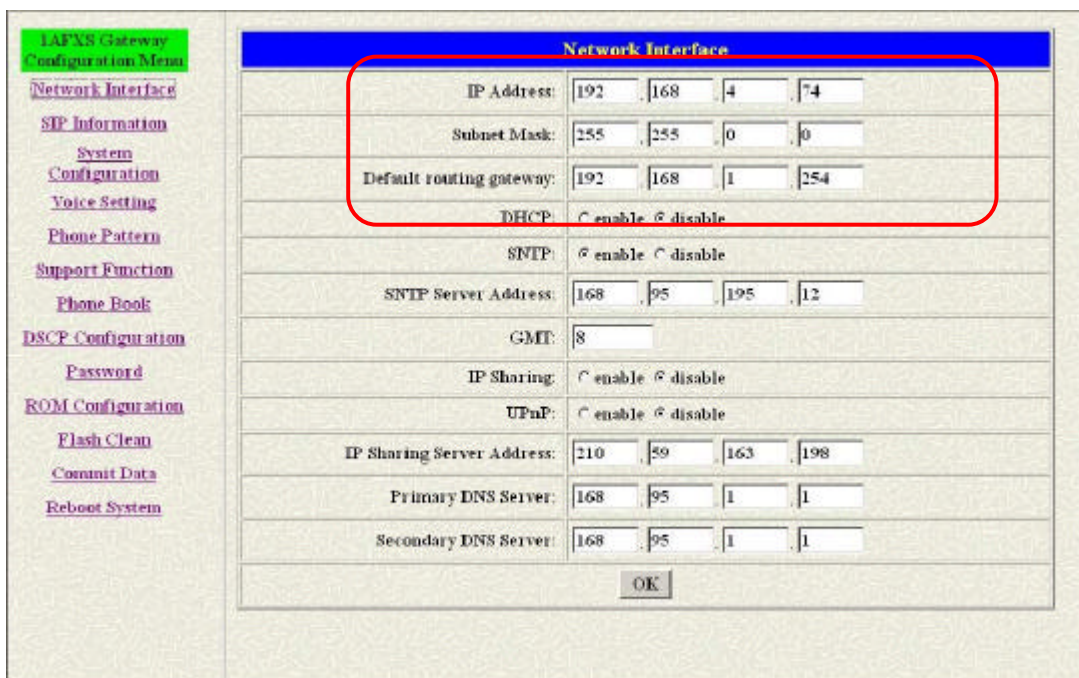 1AFXS Gateway
Configuration Menu
Network Interface
SIP Information
System
Configuration
Voice Setting
Phone Pattern
Support Function
Phone Book
DSCP Configuration
Password
ROM Configuration
Flash Clean
Commit Data
Reboot System
Network Interface
IP Address: 192 . 168 . 4 . 74
Subnet Mask: 255 . 255 . 0 . 0
Default routing gateway: 192 . 168 . 1 . 254
DHCP: enable disable
SNTP: enable disable
SNTP Server Address: 168 . 95 . 195 . 12
GMT: 8
IP Sharing: enable disable
UPnP: enable disable
IP Sharing Server Address: 210 . 59 . 163 . 198
Primary DNS Server: 168 . 95 . 1 . 1
Secondary DNS Server: 168 . 95 . 1 . 1
OK